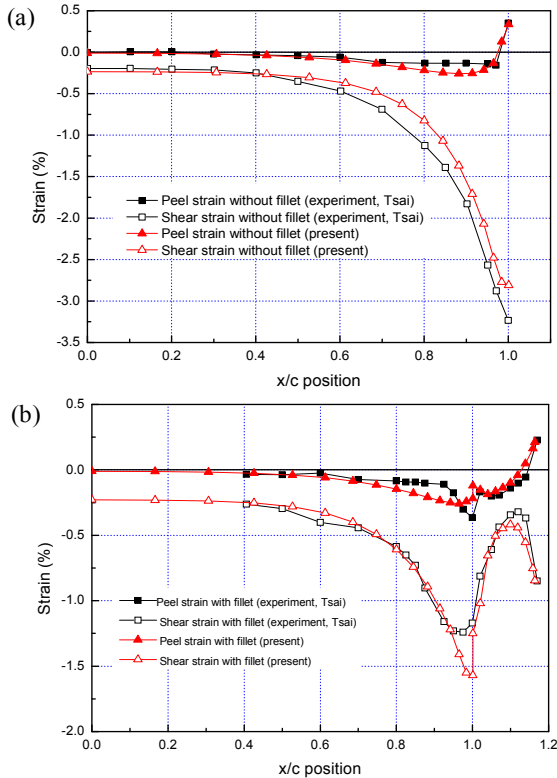 (a)
0.5
0.0
-0.5
-1.0
-1.5
-2.0
-2.5
-3.0
-3.5
Strain (%)
Peel strain without fillet (experiment, Tsai)
Shear strain without fillet (experiment, Tsai)
Peel strain without fillet (present)
Shear strain without fillet (present)
0.0 0.2 0.4 0.6 0.8 1.0
x/c position
(b)
0.5
0.0
-0.5
-1.0
-1.5
-2.0
Strain (%)
Peel strain with fillet (experiment, Tsai)
Shear strain with fillet (experiment, Tsai)
Peel strain with fillet (present)
Shear strain with fillet (present)
0.0 0.2 0.4 0.6 0.8 1.0 1.2
x/c position